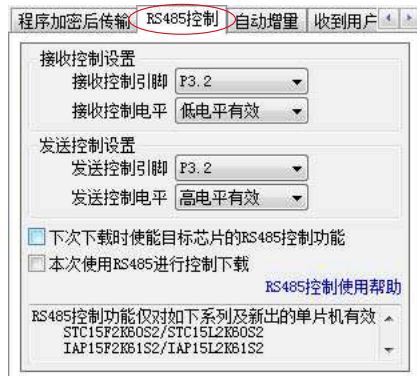 程序加密后传输 RS485控制 自动增量 收到用户
接收控制设置
接收控制引脚 P3.2
接收控制电平 低电平有效
发送控制设置
发送控制引脚 P3.2
发送控制电平 高电平有效
下次下载时使能目标芯片的RS485控制功能
本次使用RS485进行控制下载
RS485控制使用帮助
RS485控制功能仅对如下系列及新出的单片机有效
STC15F2K60S2/STC15L2K60S2
IAP15F2K61S2/IAP15L2K61S2